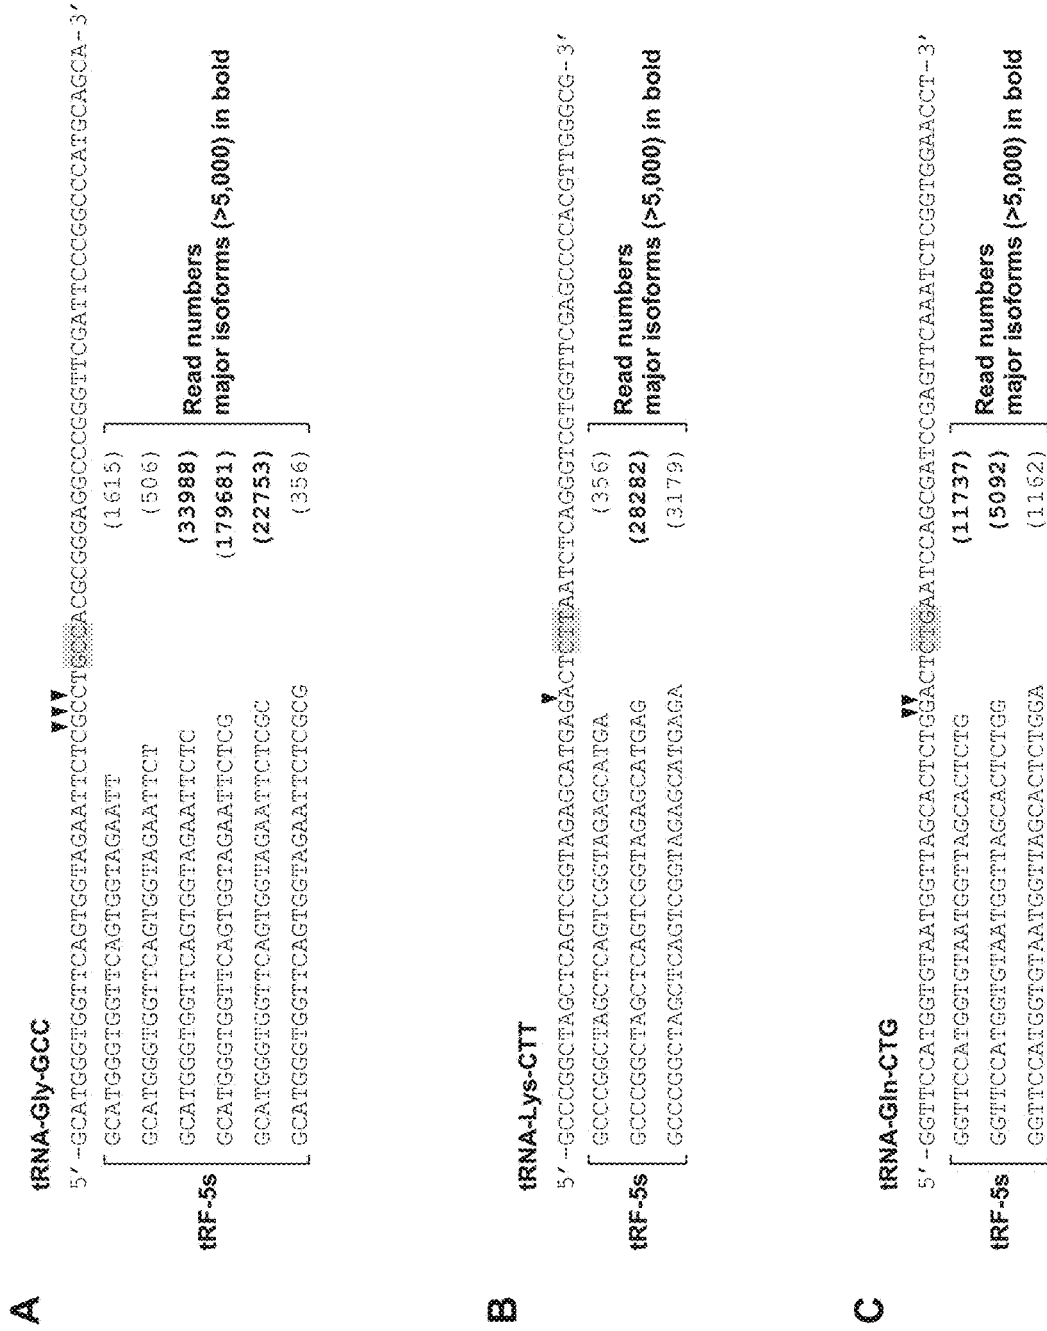 A
tRNA-Gly-GCC
5′-GCATGGGTGGTTCAGTGGTAGAATTCTCGCCTGCCACGCGGGAGGCCCGGGTTCGATTCCCGGCCCATGCAGCA-3′
tRF-5s
GCATGGGTGGTTCAGTGGTAGAATT (1615)
GCATGGGTGGTTCAGTGGTAGAATTCT (506)
GCATGGGTGGTTCAGTGGTAGAATTCTC (33988)
GCATGGGTGGTTCAGTGGTAGAATTCTCG (179681)
GCATGGGTGGTTCAGTGGTAGAATTCTCGC (22753)
GCATGGGTGGTTCAGTGGTAGAATTCTCGCG (356)
Read numbers
major isoforms (>5,000) in bold
B
tRNA-Lys-CTT
5′-GCCCGGCTAGCTCAGTCGGTAGAGCATGAGACTCTTAATCTCAGGGTCGTGGGTTCGAGCCCCACGTTGGGCG-3′
tRF-5s
GCCCGGCTAGCTCAGTCGGTAGAGCATGA (356)
GCCCGGCTAGCTCAGTCGGTAGAGCATGAG (28282)
GCCCGGCTAGCTCAGTCGGTAGAGCATGAGA (3179)
Read numbers
major isoforms (>5,000) in bold
C
tRNA-Gln-CTG
5′-GGTTCCATGGTGTAATGGTTAGCACTCTGGACTCTGAATCCAGCGATCCGAGTTCAAATCTCGGTGGAACCT-3′
tRF-5s
GGTTCCATGGTGTAATGGTTAGCACTCTG (11737)
GGTTCCATGGTGTAATGGTTAGCACTCTGG (5092)
GGTTCCATGGTGTAATGGTTAGCACTCTGGA (1162)
Read numbers
major isoforms (>5,000) in bold